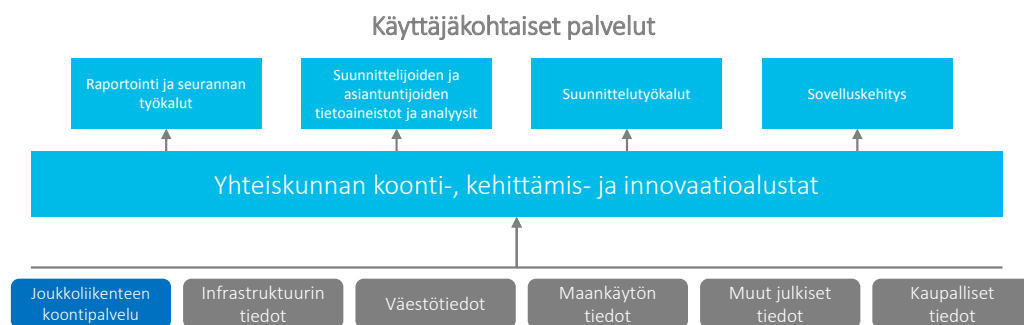 Käyttäjäkohtaiset palvelut
Raportointi ja seurannan
työkalut
Suunnittelijoiden ja
asiantuntijoiden
tietoaineistot ja analyysit
Suunnittelutyökalut
Sovelluskehitys
Yhteiskunnan koonti-, kehittämis- ja innovaatioalustat
Joukkoliikenteen
koontipalvelu
Infrastruktuurin
tiedot
Väestötiedot
Maankäytön
tiedot
Muut julkiset
tiedot
Kaupalliset
tiedot